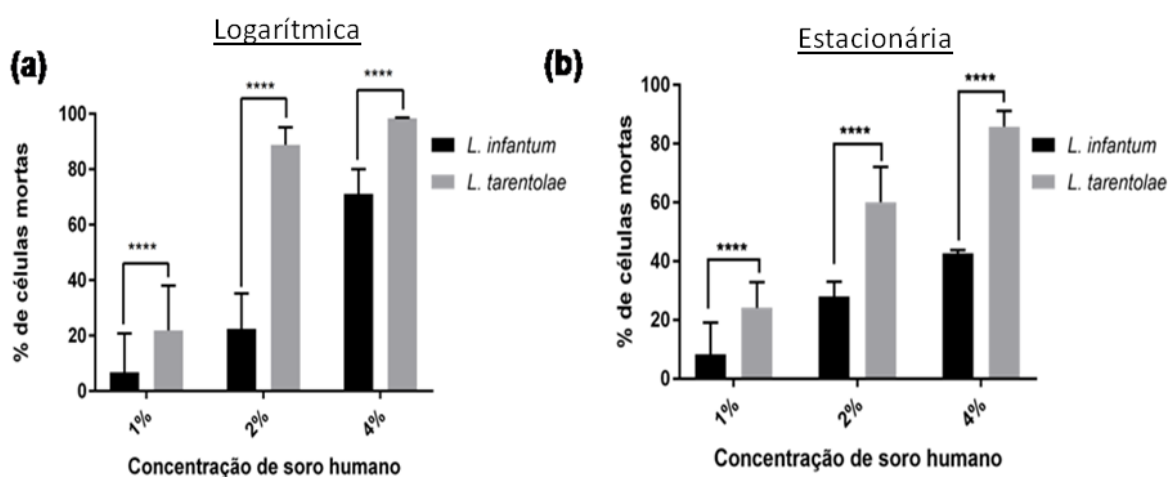 Logarítmica
(a)
% de células mortas
100
80
60
40
20
0
****
****
****
L. infantum
L. tarentolae
1%
2%
4%
Concentração de soro humano
Estacionária
(b)
% de células mortas
100
80
60
40
20
0
****
****
****
L. infantum
L. tarentolae
1%
2%
4%
Concentração de soro humano